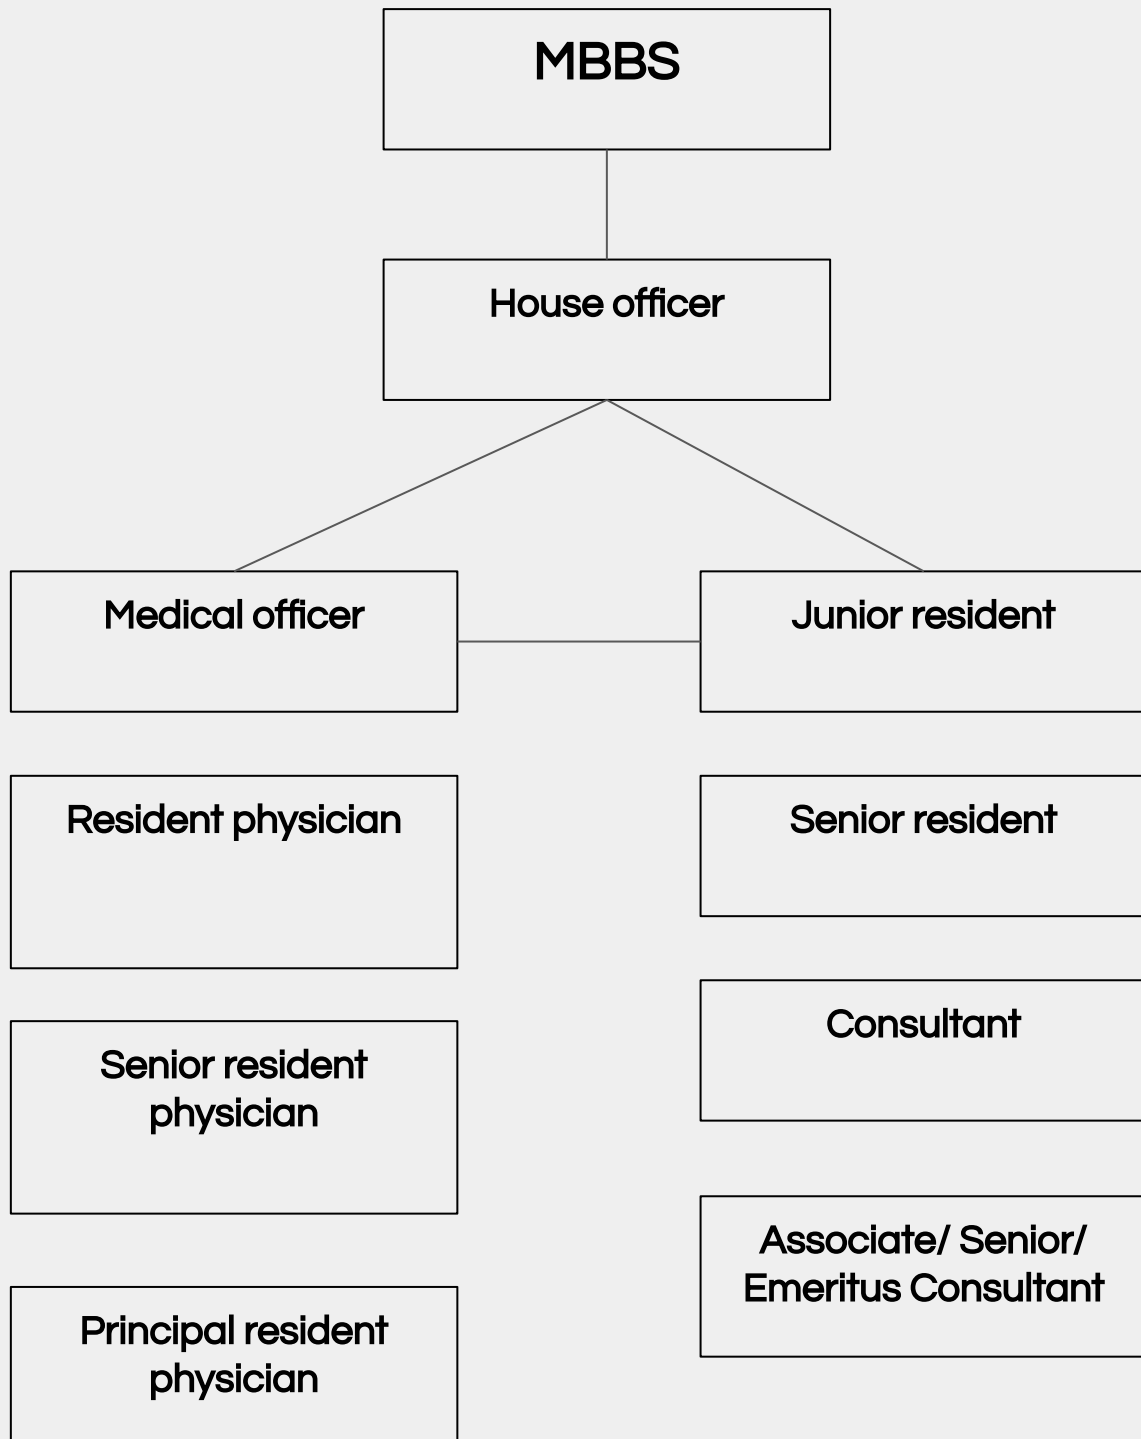 MBBS
House officer
Medical officer
Junior resident
Resident physician
Senior resident
Senior resident
physician
Consultant
Principal resident
physician
Associate/ Senior/
Emeritus Consultant